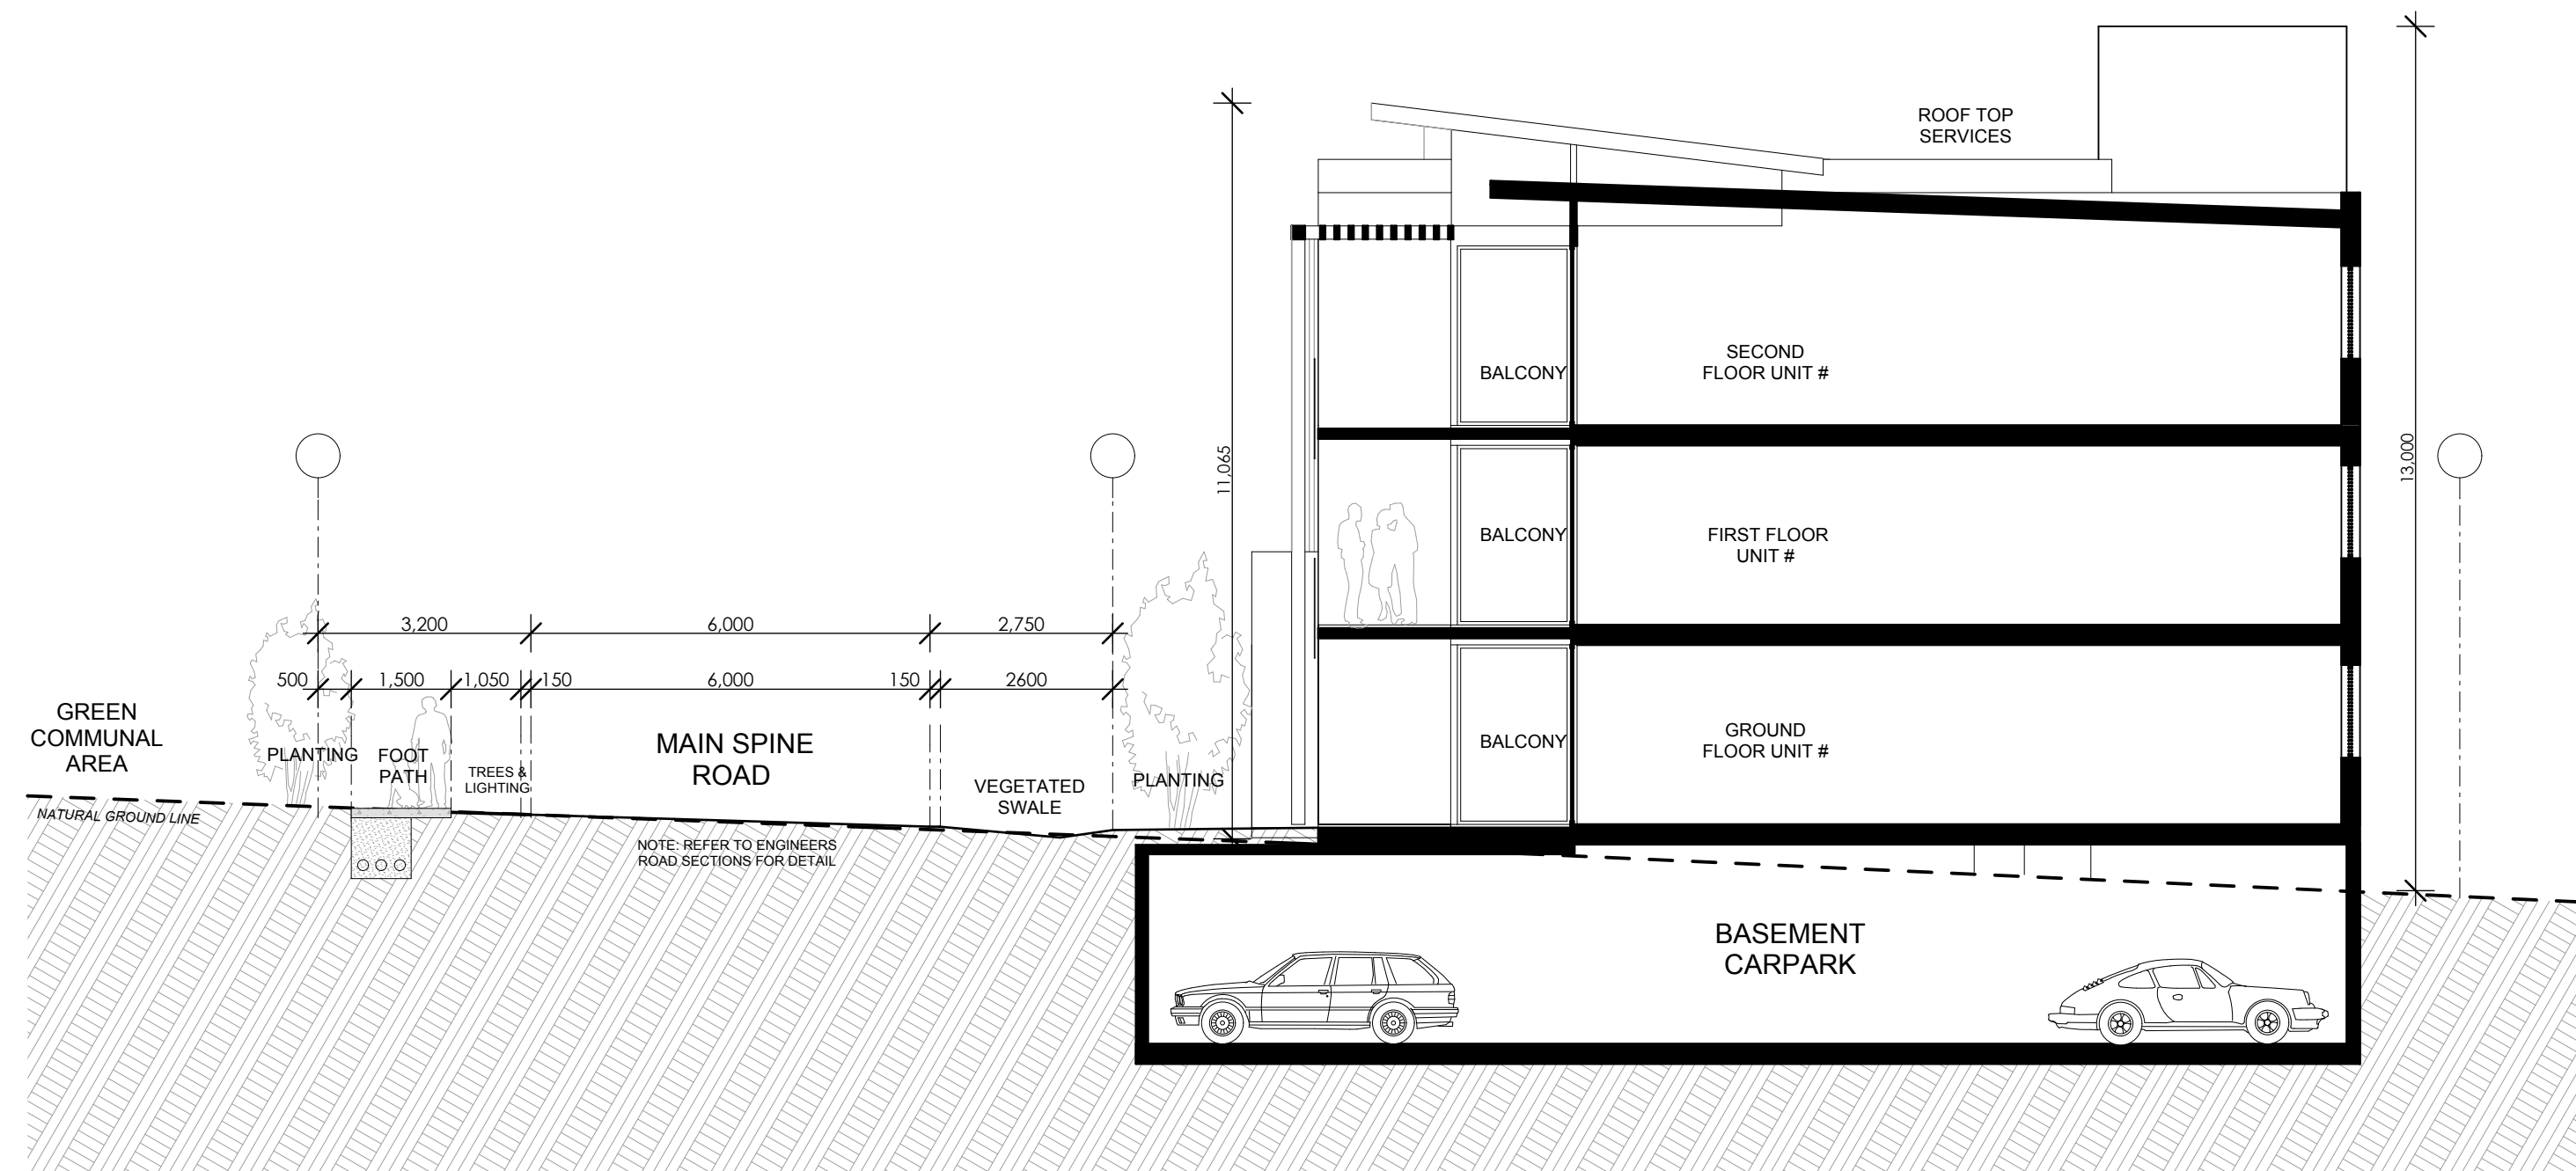 ROOF TOP
SERVICES
11,065
13,000
BALCONY
SECOND
FLOOR UNIT #
BALCONY
FIRST FLOOR
UNIT #
3,200
6,000
2,750
500
1,500
1,050
150
6,000
150
2600
GREEN
COMMUNAL
AREA
PLANTING
FOOT
PATH
TREES &
LIGHTING
MAIN SPINE
ROAD
VEGETATED
SWALE
PLANTING
BALCONY
GROUND
FLOOR UNIT #
NATURAL GROUND LINE
NOTE: REFER TO ENGINEERS
ROAD SECTIONS FOR DETAIL
BASEMENT
CARPARK